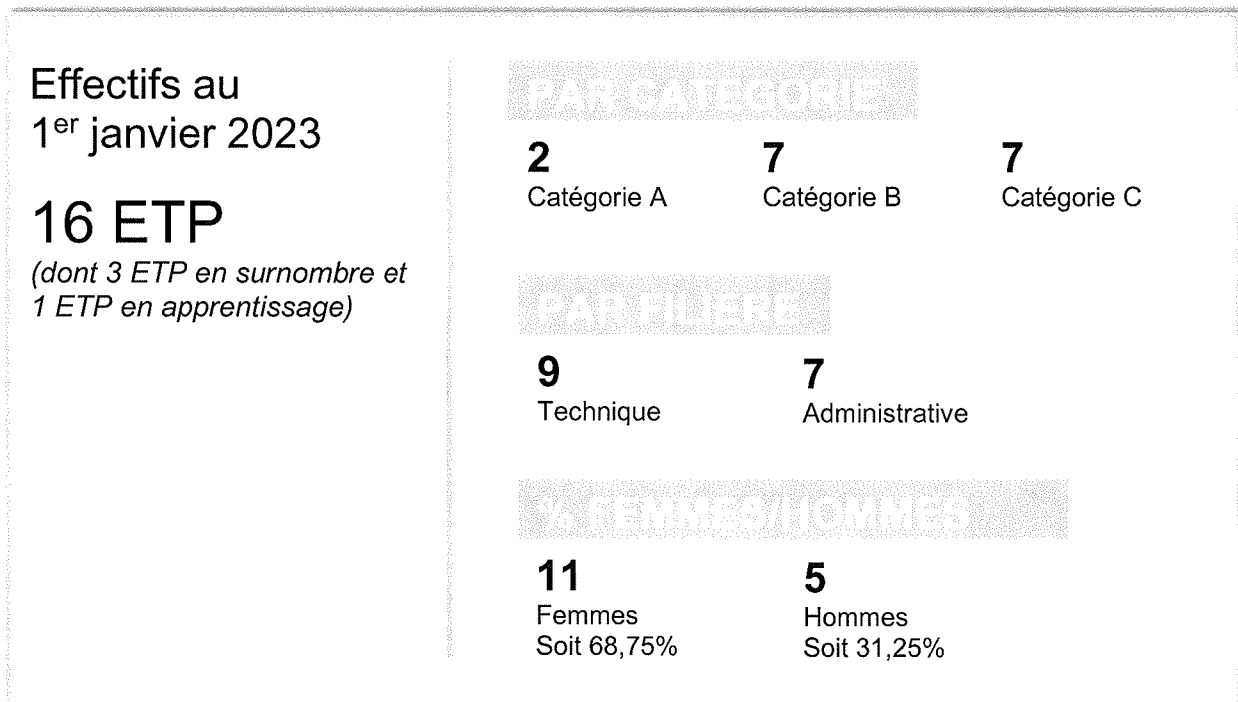 Effectifs au
1er janvier 2023
16 ETP
(dont 3 ETP en surnombre et
1 ETP en apprentissage)
PAR CATEGORIE
2
Catégorie A
7
Catégorie B
7
Catégorie C
PAR FILIERE
9
Technique
7
Administrative
% FEMMES/HOMMES
11
Femmes
Soit 68,75%
5
Hommes
Soit 31,25%